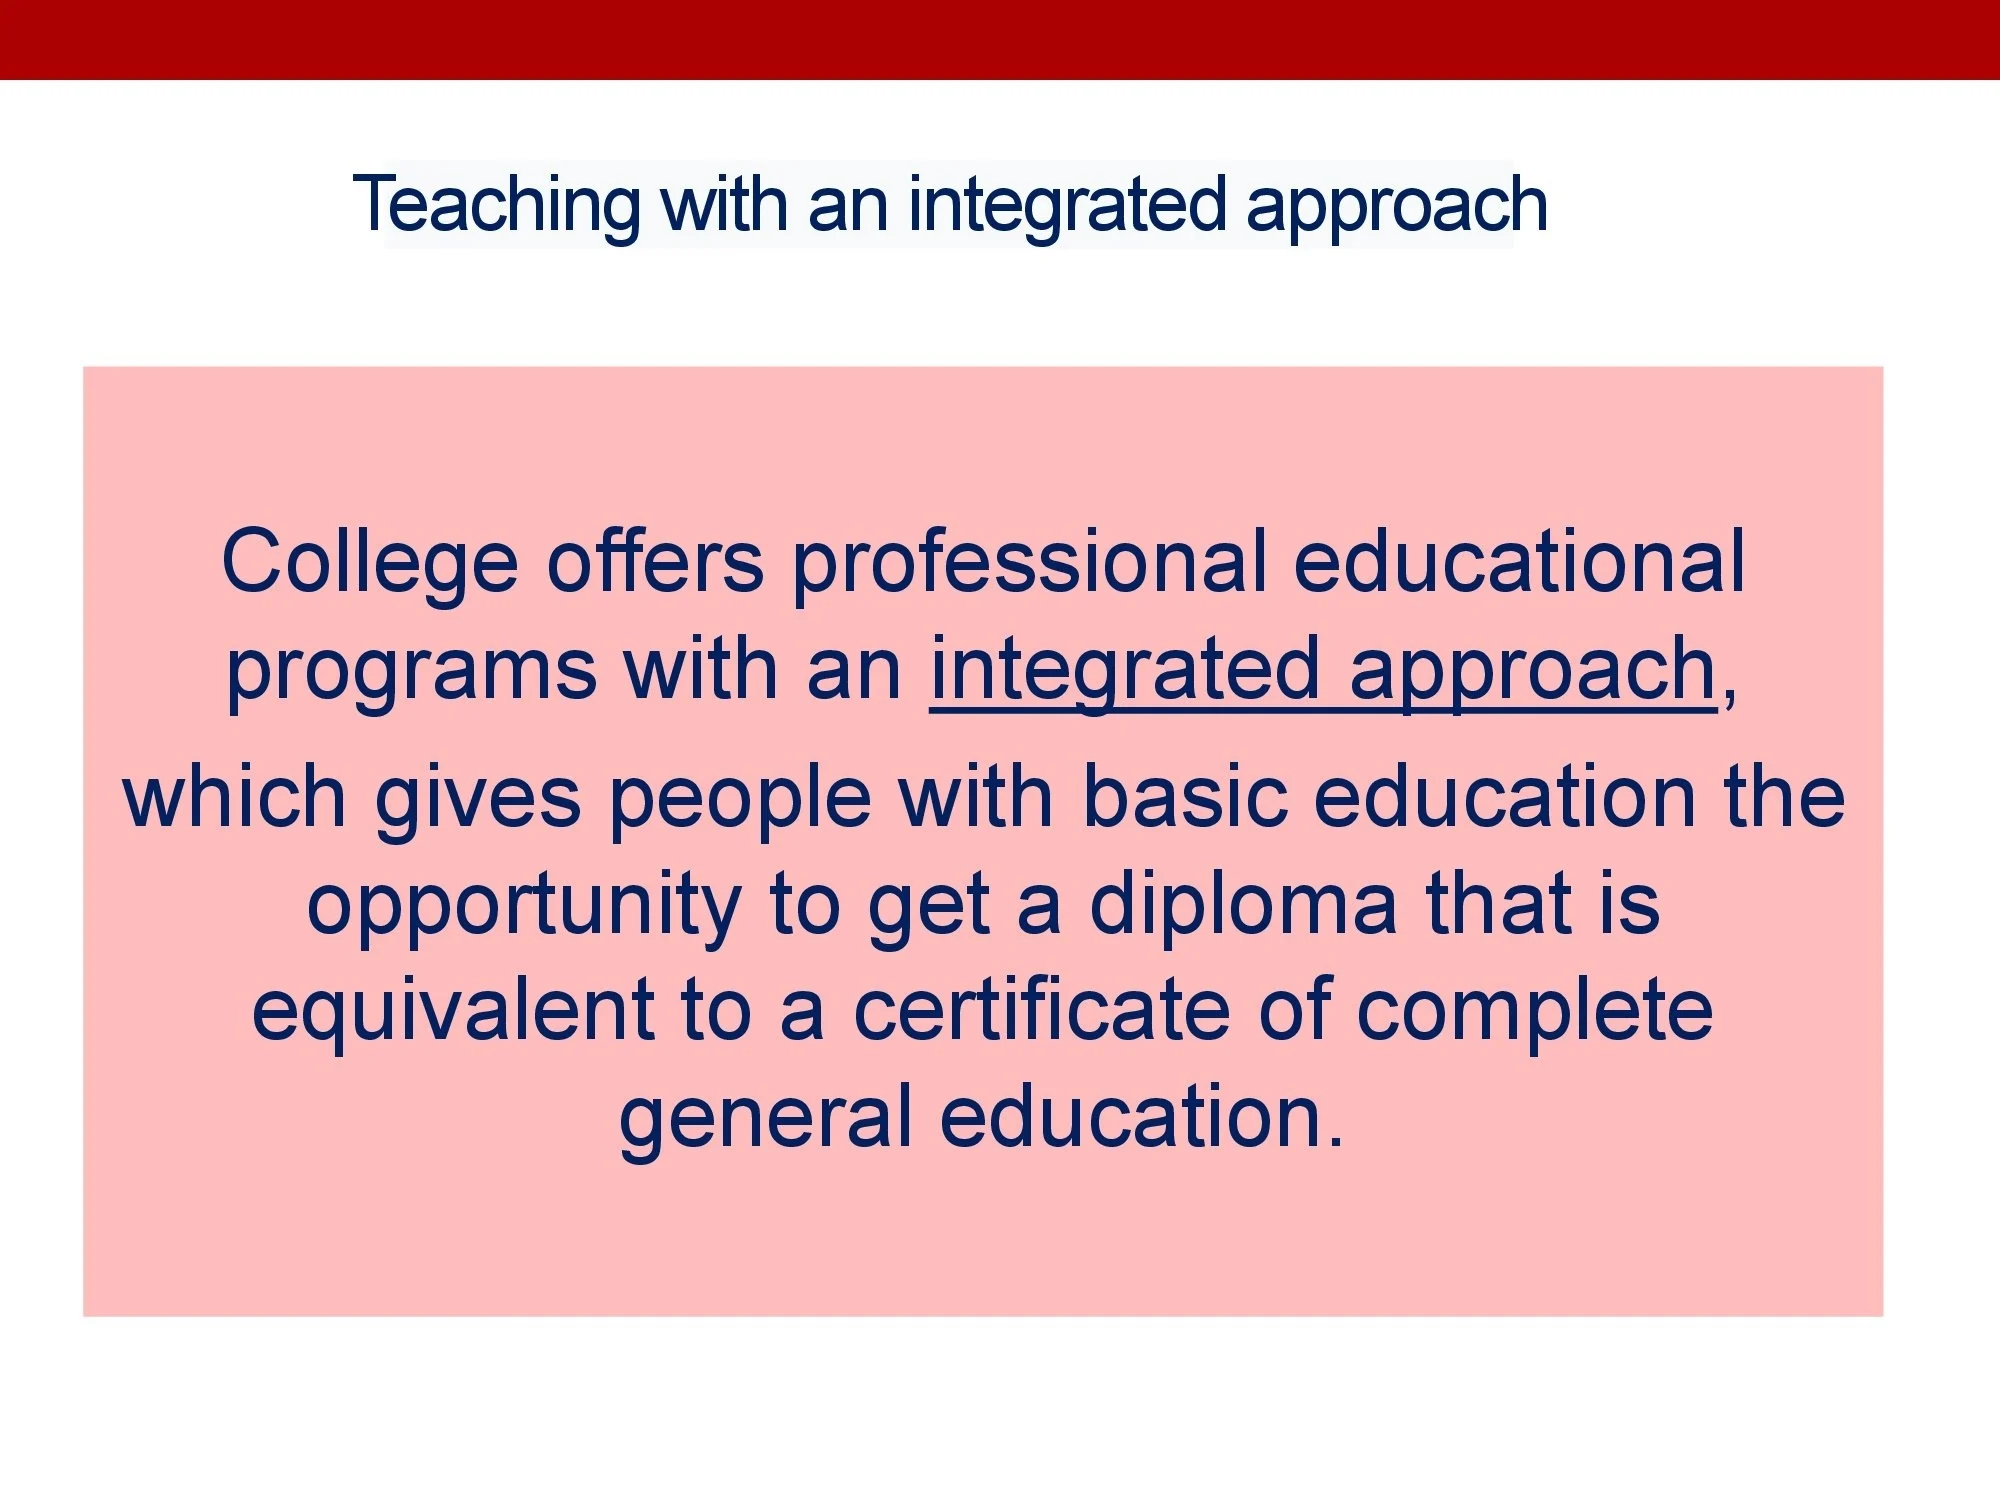 Teaching with an integrated approach
College offers professional educational
programs with an integrated approach,
which gives people with basic education the
opportunity to get a diploma that is
equivalent to a certificate of complete
general education.